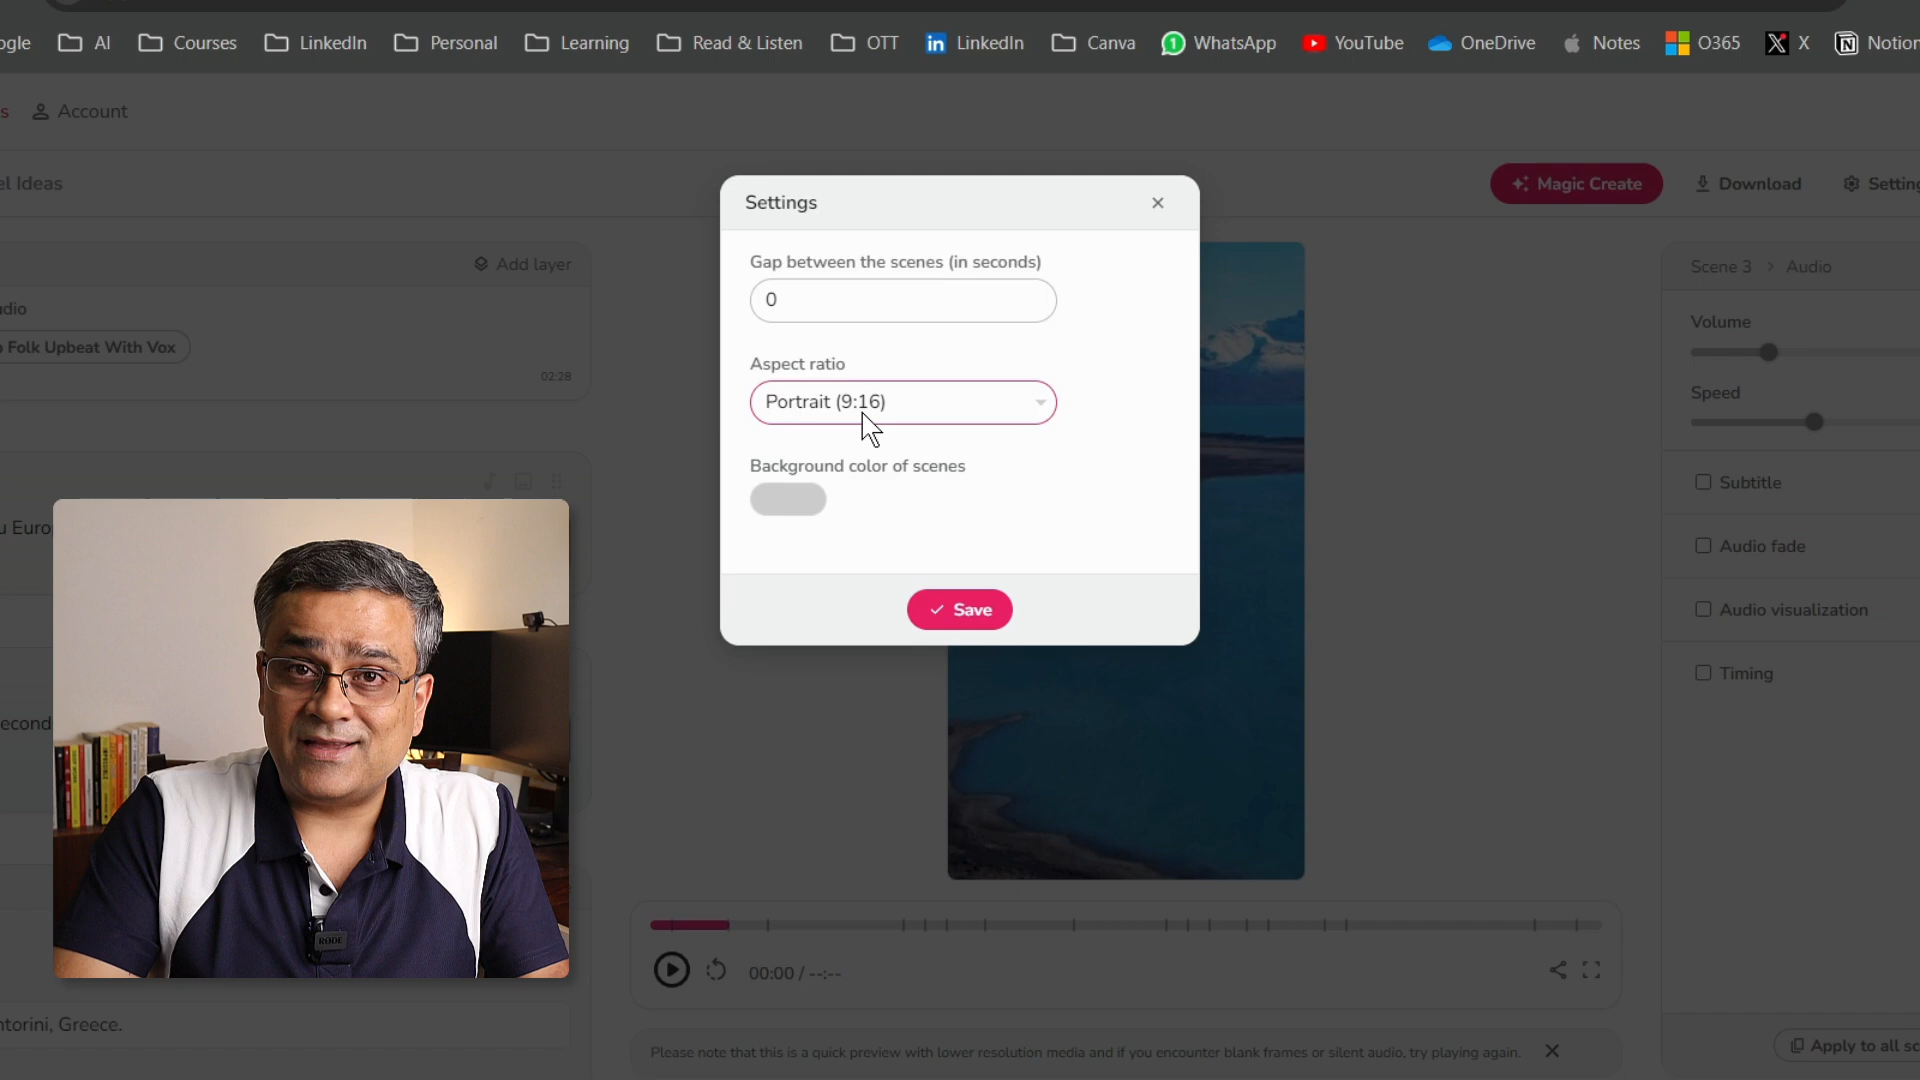 ogle AI Courses LinkedIn Personal Learning Read & Listen OTT LinkedIn Canva WhatsApp YouTube OneDrive Notes O365 X Notion
s Account
el Ideas
Magic Create Download Setting
Settings
Add layer
Gap between the scenes (in seconds)
0
Scene 3 > Audio
udio
Volume
Folk Upbeat With Vox
02:28
Aspect ratio
Portrait (9:16)
Speed
Background color of scenes
Subtitle
u Euro
Audio fade
Save
Audio visualization
Timing
econd
RØDE
00:00 / --:--
ntorini, Greece.
Please note that this is a quick preview with lower resolution media and if you encounter blank frames or silent audio, try playing again.
Apply to all sc